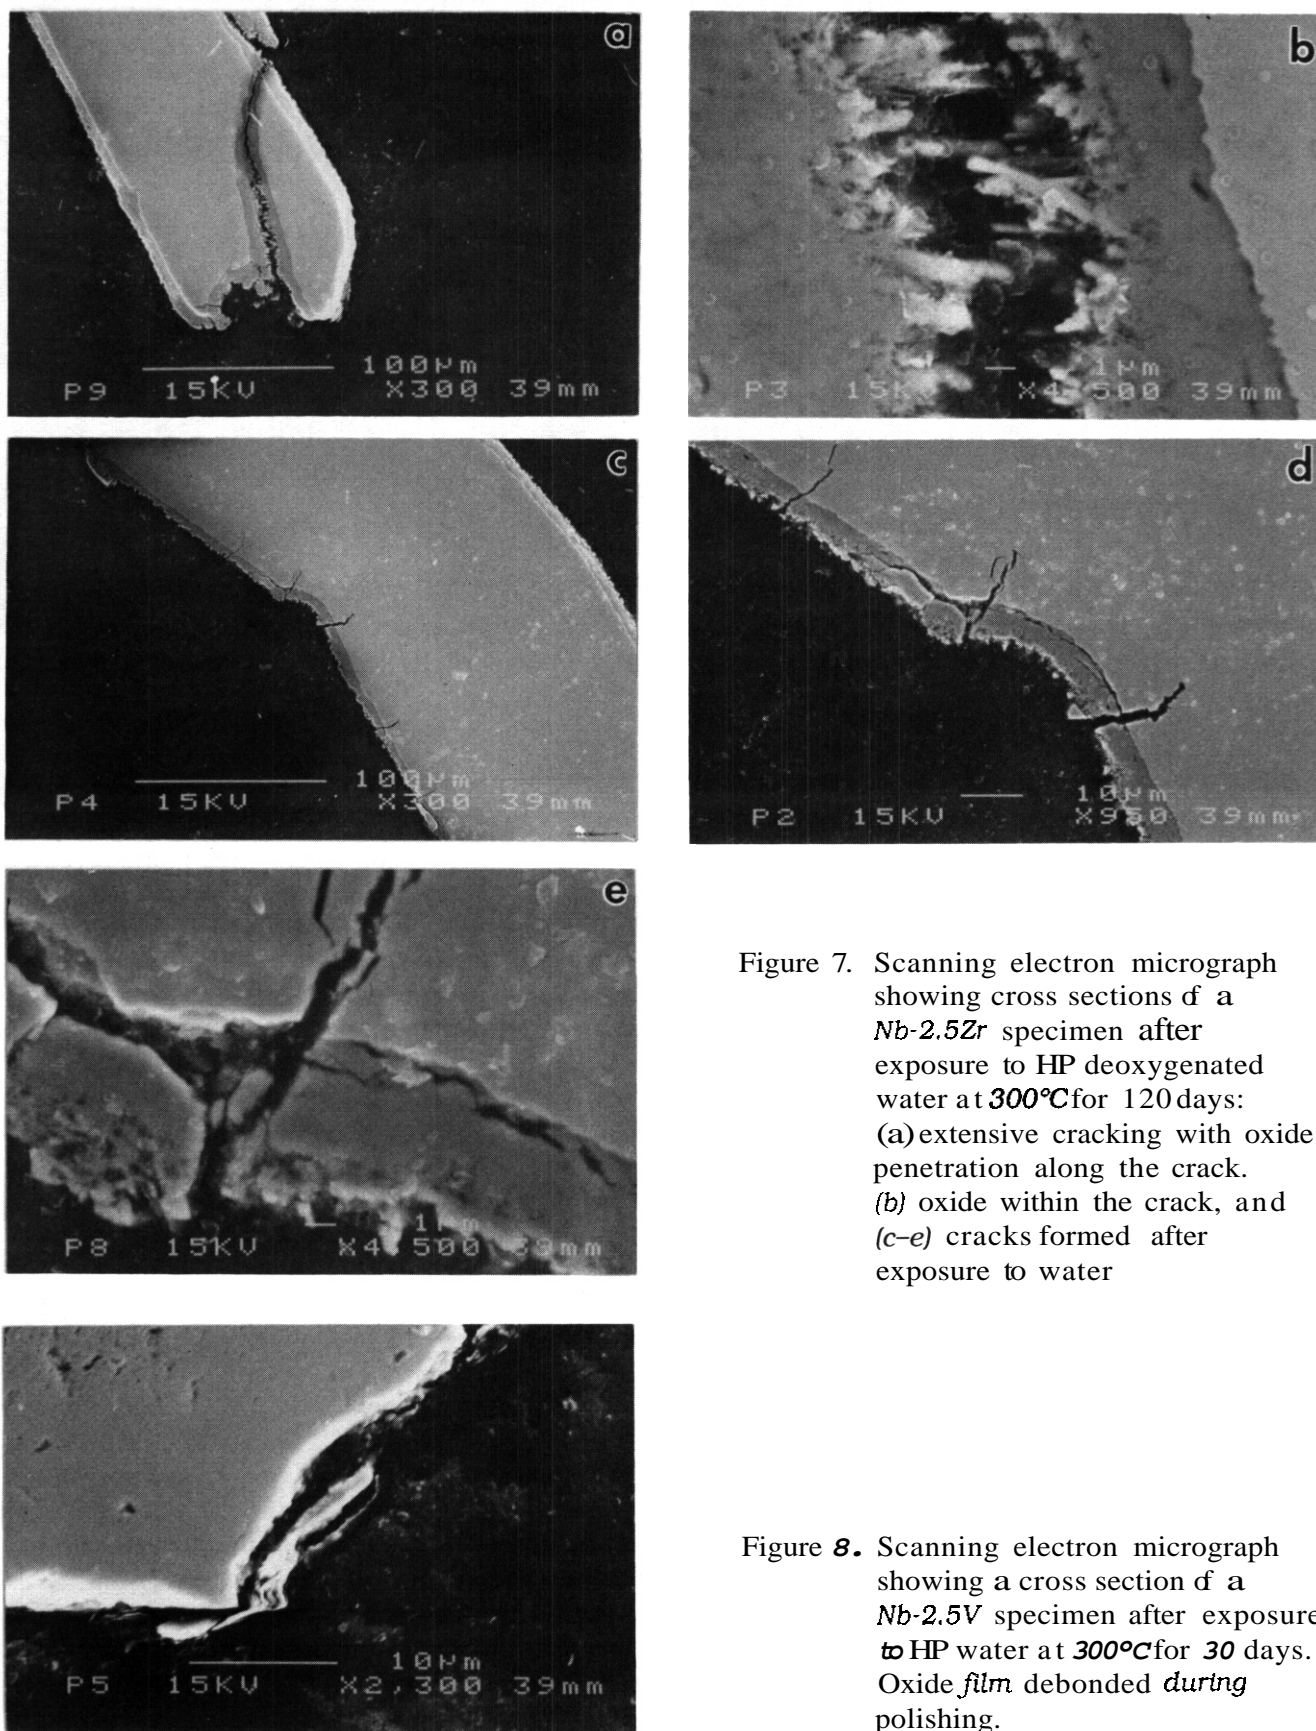 a
100μm
P9 15KV X300 39mm
b
1μm
P3 15KV X4,500 39mm
c
100μm
P4 15KV X300 39mm
d
10μm
P2 15KV X950 39mm
e
1μm
P8 15KV X4,500 39mm
Figure 7. Scanning electron micrograph
showing cross sections of a
Nb-2.5Zr specimen after
exposure to HP deoxygenated
water at 300°C for 120 days:
(a) extensive cracking with oxide
penetration along the crack.
(b) oxide within the crack, and
(c–e) cracks formed after
exposure to water
10μm
P5 15KV X2,300 39mm
Figure 8. Scanning electron micrograph
showing a cross section of a
Nb-2.5V specimen after exposure
to HP water at 300°C for 30 days.
Oxide film debonded during
polishing.